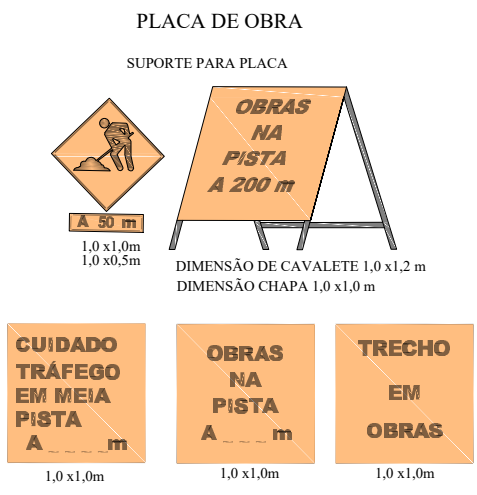 PLACA DE OBRA
SUPORTE PARA PLACA
OBRAS
NA
PISTA
A 200 m
A 50 m
1,0 x1,0m
1,0 x0,5m
DIMENSÃO DE CAVALETE 1,0 x1,2 m
DIMENSÃO CHAPA 1,0 x1,0 m
CUIDADO
TRÁFEGO
EM MEIA
PISTA
A _ _ _ _ m
1,0 x1,0m
OBRAS
NA
PISTA
A _ _ _ m
1,0 x1,0m
TRECHO
EM
OBRAS
1,0 x1,0m